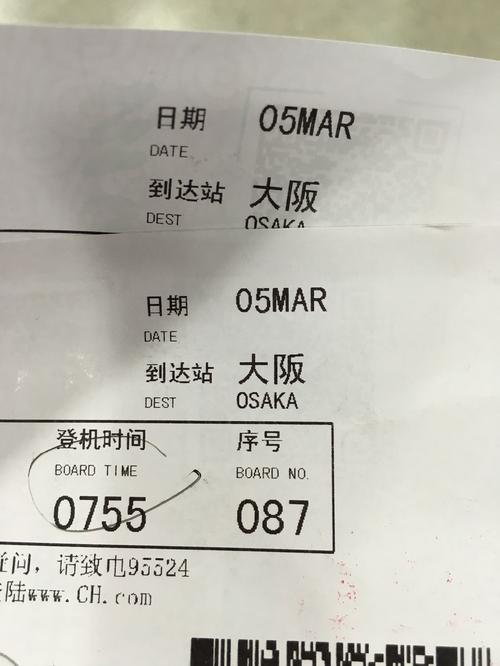 日期 05MAR
DATE
到达站 大阪
DEST OSAKA
日期 05MAR
DATE
到达站 大阪
DEST OSAKA
登机时间 序号
BOARD TIME BOARD NO.
0755 087
问，请致电95524
陆www.CH.com